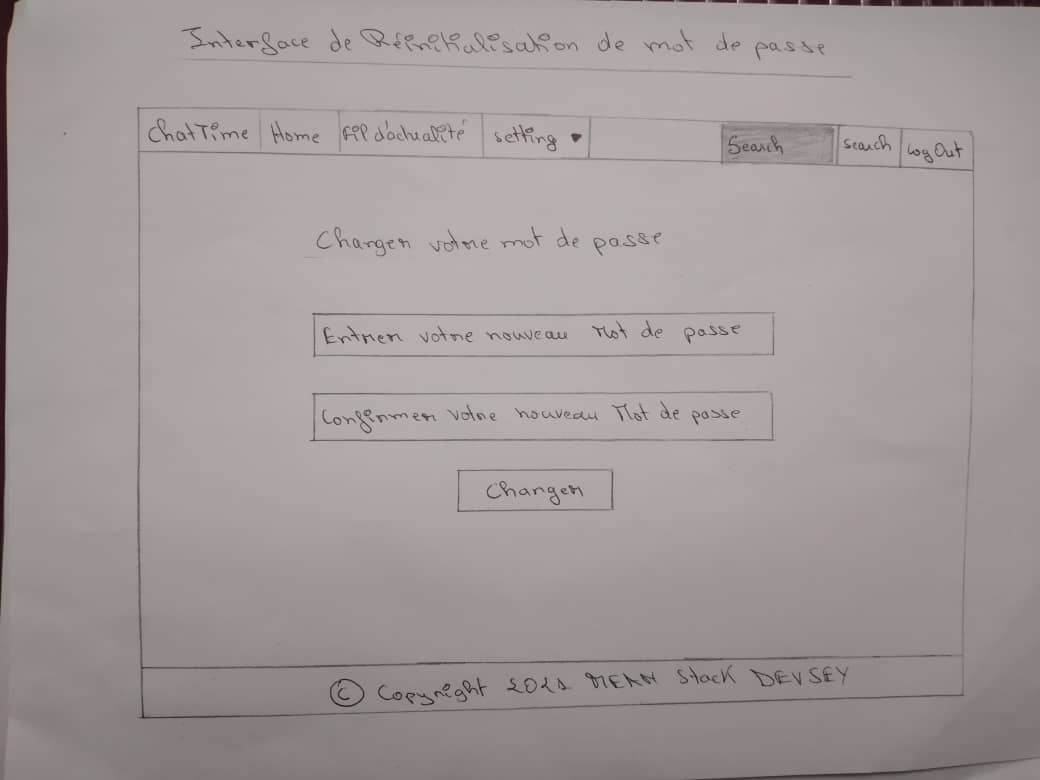 Interface de Réinitialisation de mot de passe
ChatTime Home Fil d'actualité setting Search search Log Out
Changer votre mot de passe
Entrer votre nouveau Mot de passe
Confirmer votre nouveau Mot de passe
Changer
© Copyright 2021 MEAN Stack DEVSEY